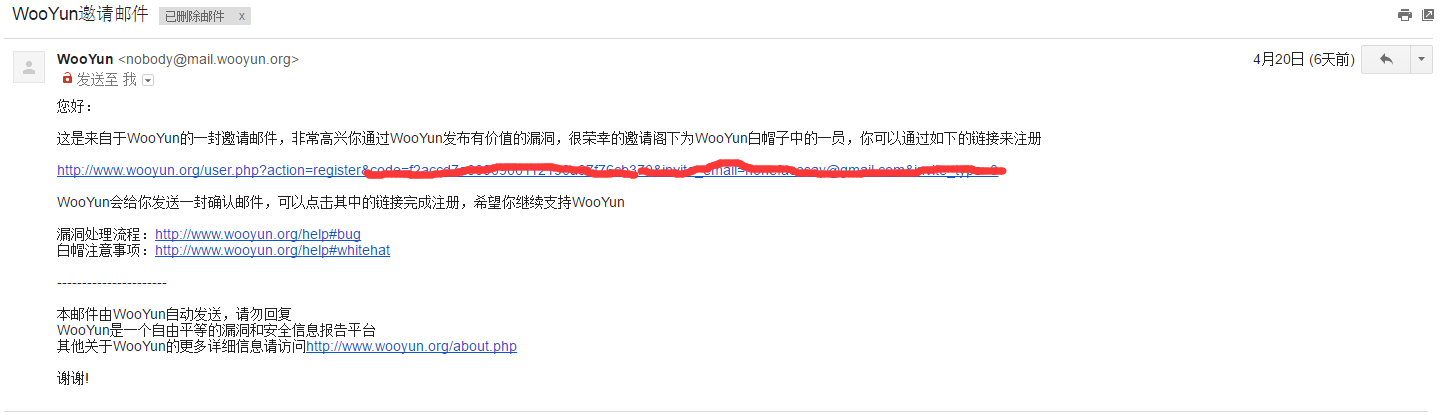 WooYun邀请邮件 已删除邮件 x
WooYun <nobody@mail.wooyun.org> 4月20日 (6天前)
发送至 我
您好：
这是来自于WooYun的一封邀请邮件，非常高兴你通过WooYun发布有价值的漏洞，很荣幸的邀请阁下为WooYun白帽子中的一员，你可以通过如下的链接来注册
http://www.wooyun.org/user.php?action=register
WooYun会给你发送一封确认邮件，可以点击其中的链接完成注册，希望你继续支持WooYun
漏洞处理流程：http://www.wooyun.org/help#bug
白帽注意事项：http://www.wooyun.org/help#whitehat
----------------------
本邮件由WooYun自动发送，请勿回复
WooYun是一个自由平等的漏洞和安全信息报告平台
其他关于WooYun的更多详细信息请访问http://www.wooyun.org/about.php
谢谢!